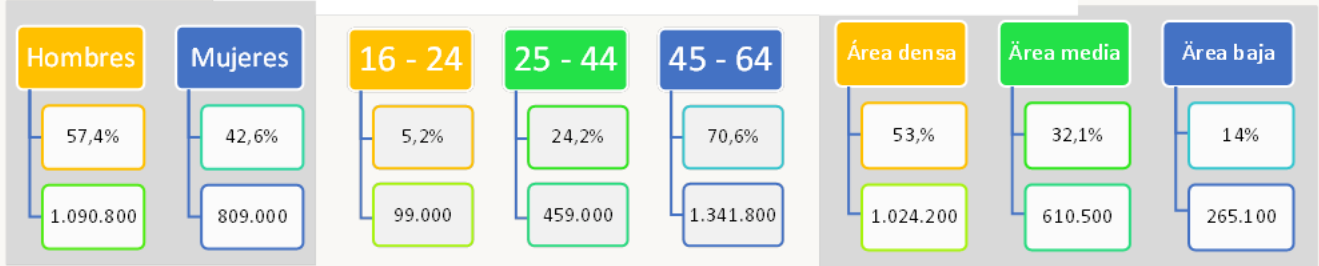 Hombres
57,4%
1.090.800
Mujeres
42,6%
809.000
16 - 24
5,2%
99.000
25 - 44
24,2%
459.000
45 - 64
70,6%
1.341.800
Área densa
53,%
1.024.200
Ärea media
32,1%
610.500
Ärea baja
14%
265.100